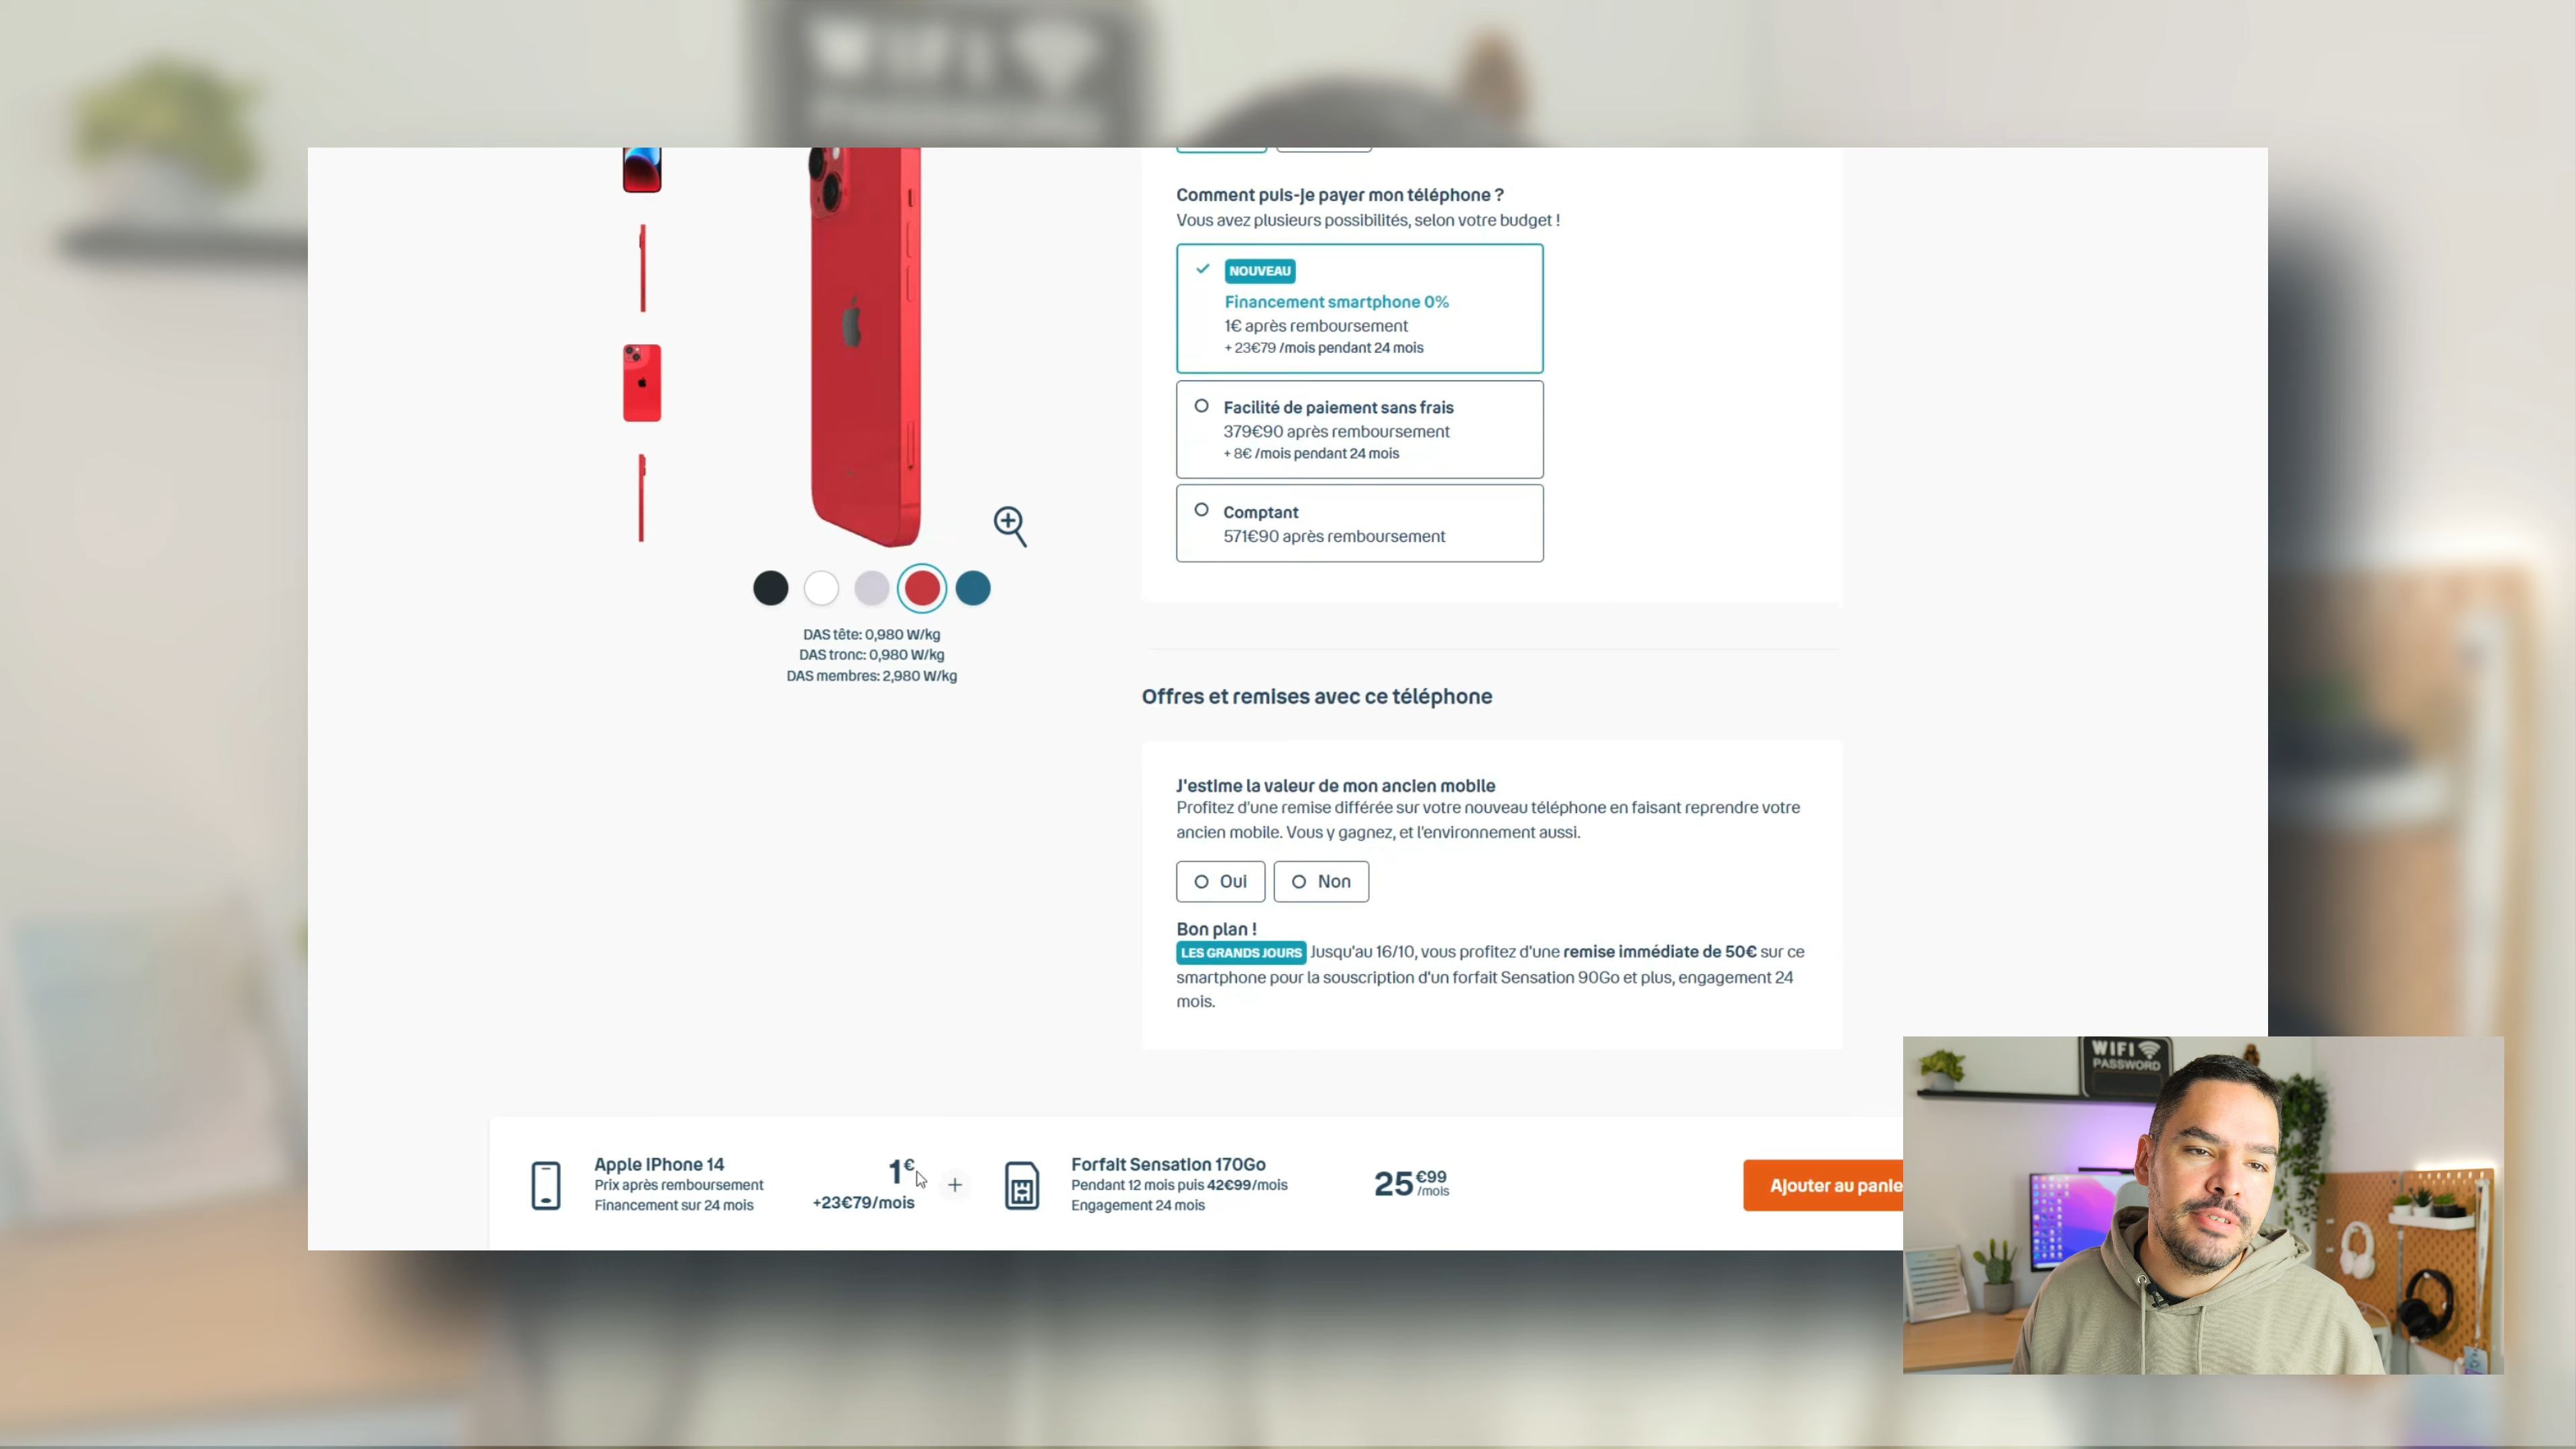 WIFI
Comment puis-je payer mon téléphone ?
Vous avez plusieurs possibilités, selon votre budget !
NOUVEAU
Financement smartphone 0%
1€ après remboursement
+ 23€79 /mois pendant 24 mois
Facilité de paiement sans frais
379€90 après remboursement
+ 8€ /mois pendant 24 mois
Comptant
571€90 après remboursement
DAS tête: 0,980 W/kg
DAS tronc: 0,980 W/kg
DAS membres: 2,980 W/kg
Offres et remises avec ce téléphone
J'estime la valeur de mon ancien mobile
Profitez d'une remise différée sur votre nouveau téléphone en faisant reprendre votre
ancien mobile. Vous y gagnez, et l'environnement aussi.
Oui Non
Bon plan !
LES GRANDS JOURS Jusqu'au 16/10, vous profitez d'une remise immédiate de 50€ sur ce
smartphone pour la souscription d'un forfait Sensation 90Go et plus, engagement 24
mois.
Apple iPhone 14
Prix après remboursement
Financement sur 24 mois
1€
+23€79/mois
+
Forfait Sensation 170Go
Pendant 12 mois puis 42€99/mois
Engagement 24 mois
25€99
/mois
Ajouter au panie
WIFI
PASSWORD